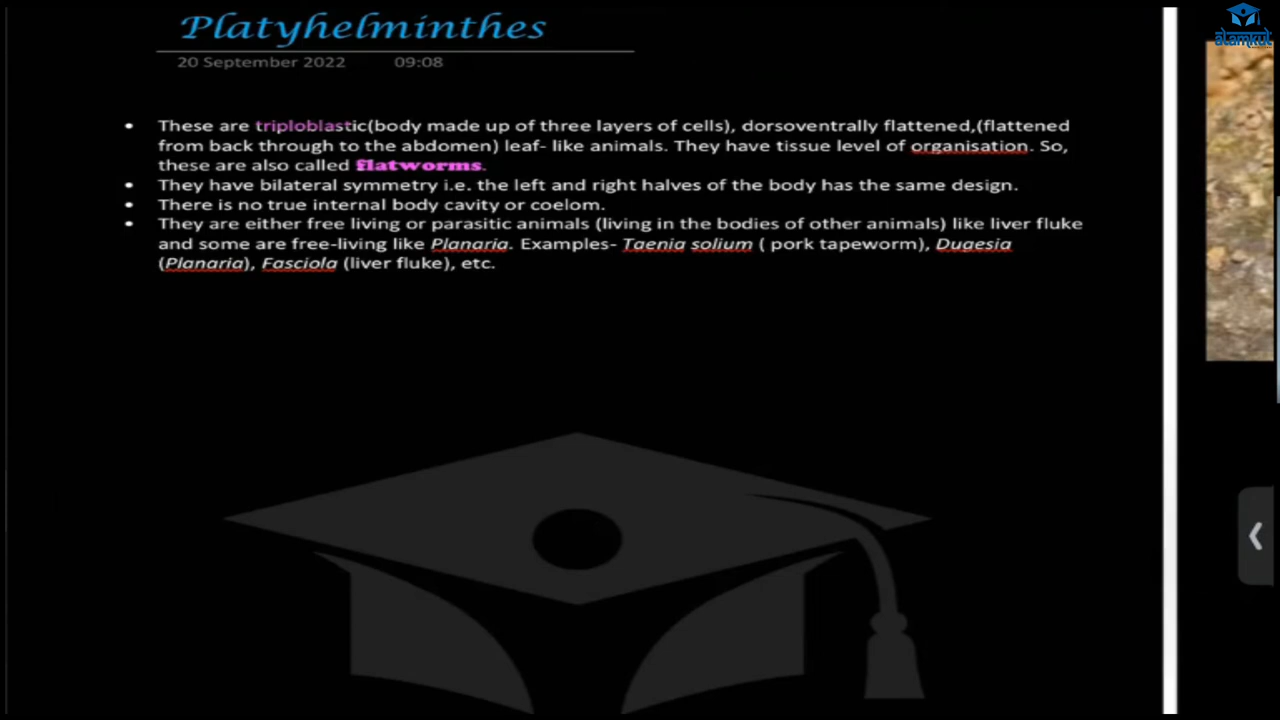 Platyhelminthes
20 September 2022 09:08
• These are triploblastic(body made up of three layers of cells), dorsoventrally flattened,(flattened
from back through to the abdomen) leaf- like animals. They have tissue level of organisation. So,
these are also called flatworms.
• They have bilateral symmetry i.e. the left and right halves of the body has the same design.
• There is no true internal body cavity or coelom.
• They are either free living or parasitic animals (living in the bodies of other animals) like liver fluke
and some are free-living like Planaria. Examples- Taenia solium ( pork tapeworm), Dugesia
(Planaria), Fasciola (liver fluke), etc.
alamkul